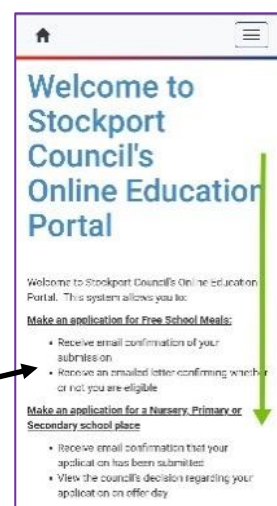 Welcome to
Stockport
Council's
Online Education
Portal
Welcome to Stockport Council's Online Education
Portal. This system allows you to:
Make an application for Free School Meals:
Receive email confirmation of your
submission
Receive an emailed letter confirming whether
or not you are eligible
Make an application for a Nursery, Primary or
Secondary school place
Receive email confirmation that your
application has been submitted
View the council's decision regarding your
application on offer day